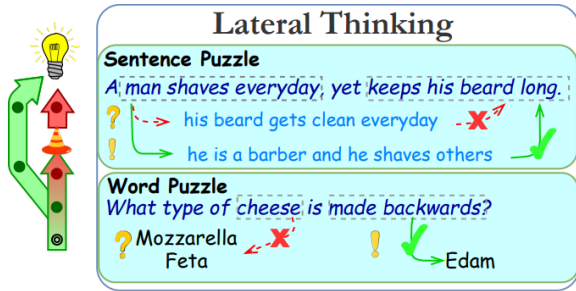 Lateral Thinking
Sentence Puzzle
A man shaves everyday, yet keeps his beard long.
? his beard gets clean everyday
! he is a barber and he shaves others
Word Puzzle
What type of cheese is made backwards?
? Mozzarella
Feta
! Edam